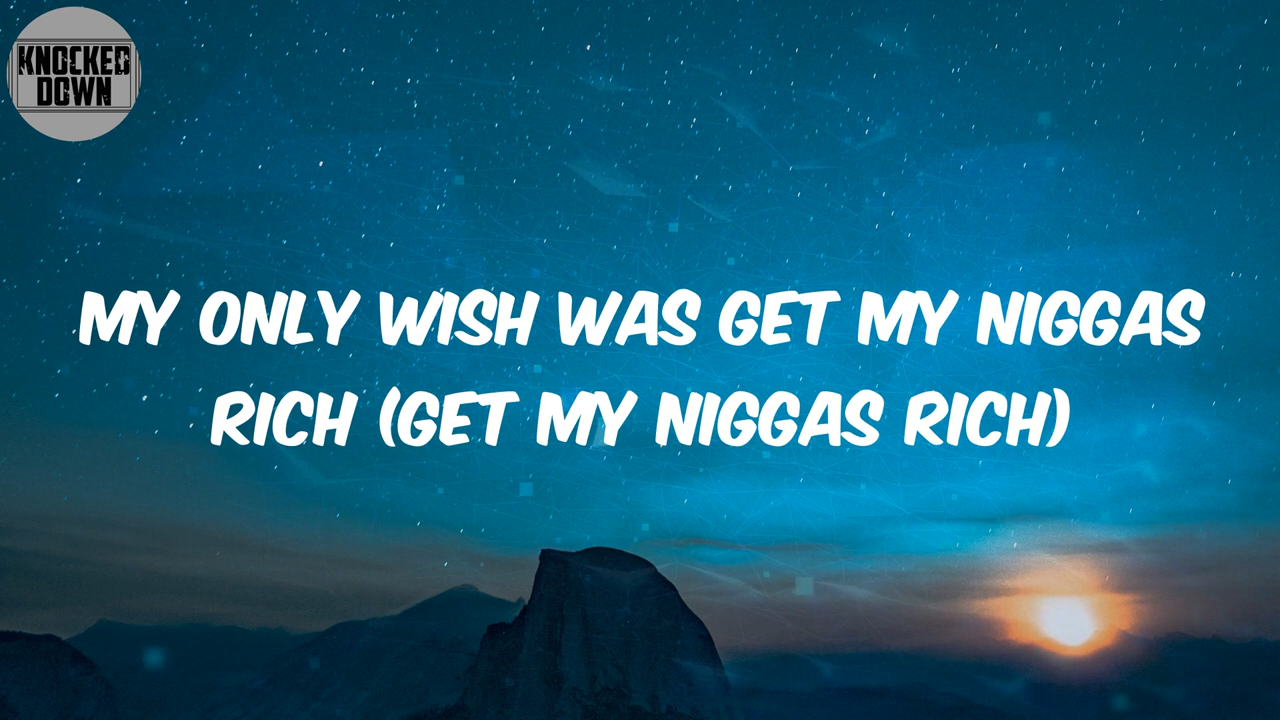 KNOCKED
DOWN
MY ONLY WISH WAS GET MY NIGGAS
RICH (GET MY NIGGAS RICH)